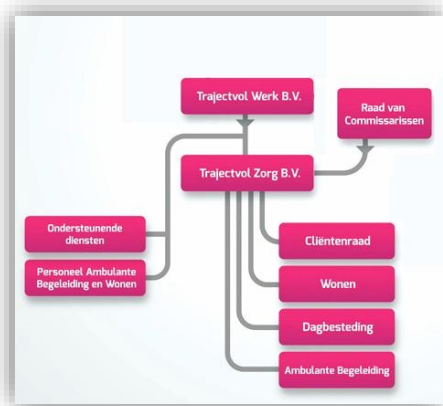 Trajectvol Werk B.V.
Raad van
Commissarissen
Trajectvol Zorg B.V.
Ondersteunende
diensten
Personeel Ambulante
Begeleiding en Wonen
Cliëntenraad
Wonen
Dagbesteding
Ambulante Begeleiding